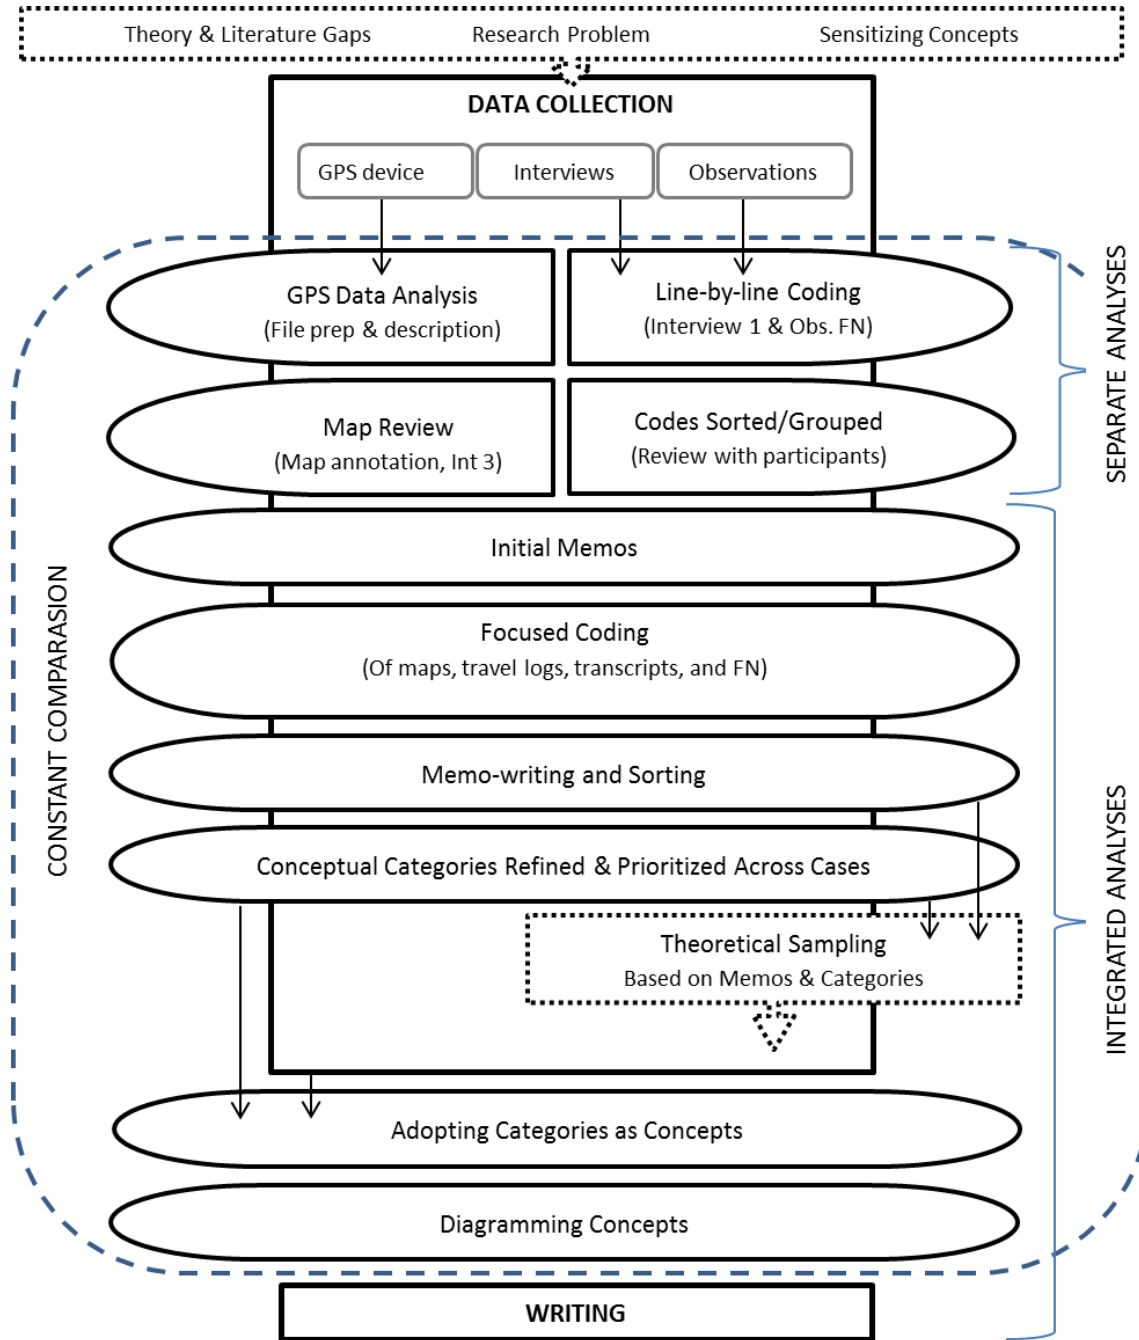 Theory & Literature Gaps
Research Problem
Sensitizing Concepts
DATA COLLECTION
GPS device
Interviews
Observations
GPS Data Analysis
(File prep & description)
Line-by-line Coding
(Interview 1 & Obs. FN)
Map Review
(Map annotation, Int 3)
Codes Sorted/Grouped
(Review with participants)
SEPARATE ANALYSES
Initial Memos
Focused Coding
(Of maps, travel logs, transcripts, and FN)
Memo-writing and Sorting
Conceptual Categories Refined & Prioritized Across Cases
Theoretical Sampling
Based on Memos & Categories
CONSTANT COMPARASION
INTEGRATED ANALYSES
Adopting Categories as Concepts
Diagramming Concepts
WRITING